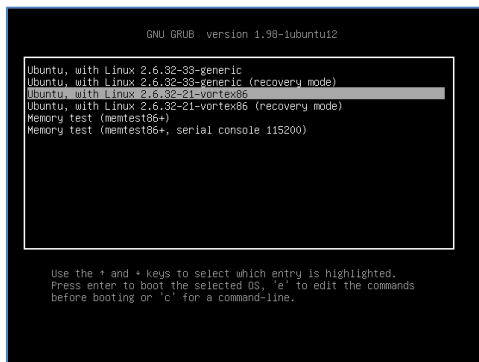 GNU GRUB  version 1.98-1ubuntu12
Ubuntu, with Linux 2.6.32-33-generic
Ubuntu, with Linux 2.6.32-33-generic (recovery mode)
Ubuntu, with Linux 2.6.32-21-vortex86
Ubuntu, with Linux 2.6.32-21-vortex86 (recovery mode)
Memory test (memtest86+)
Memory test (memtest86+, serial console 115200)
Use the ↑ and ↓ keys to select which entry is highlighted.
Press enter to boot the selected OS, 'e' to edit the commands
before booting or 'c' for a command-line.